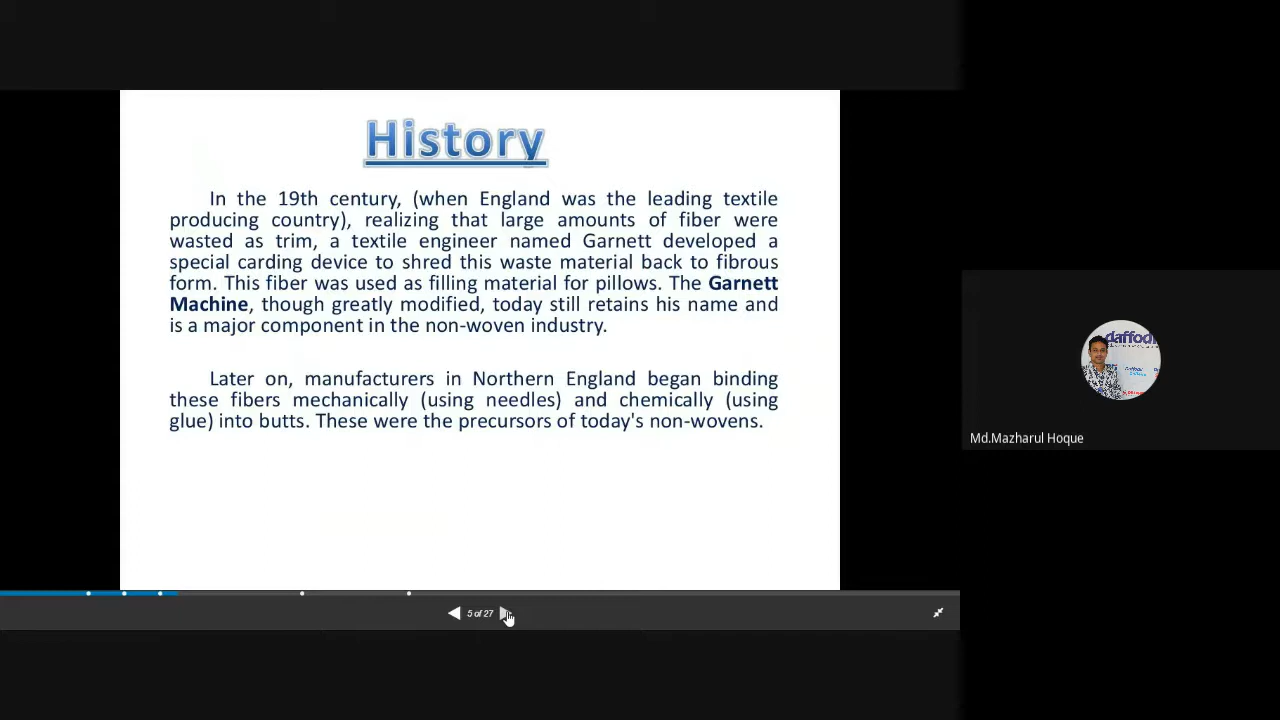 History
In the 19th century, (when England was the leading textile
producing country), realizing that large amounts of fiber were
wasted as trim, a textile engineer named Garnett developed a
special carding device to shred this waste material back to fibrous
form. This fiber was used as filling material for pillows. The Garnett
Machine, though greatly modified, today still retains his name and
is a major component in the non-woven industry.
Later on, manufacturers in Northern England began binding
these fibers mechanically (using needles) and chemically (using
glue) into butts. These were the precursors of today's non-wovens.
5 of 27
daffodil
Md.Mazharul Hoque